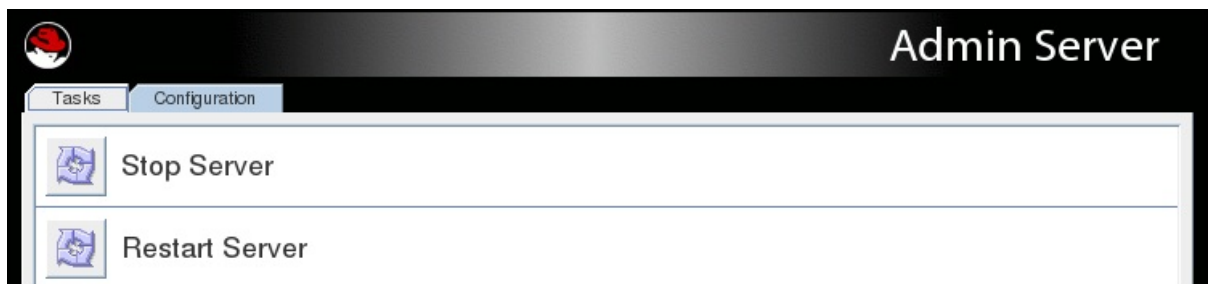 Admin Server
Tasks
Configuration
Stop Server
Restart Server